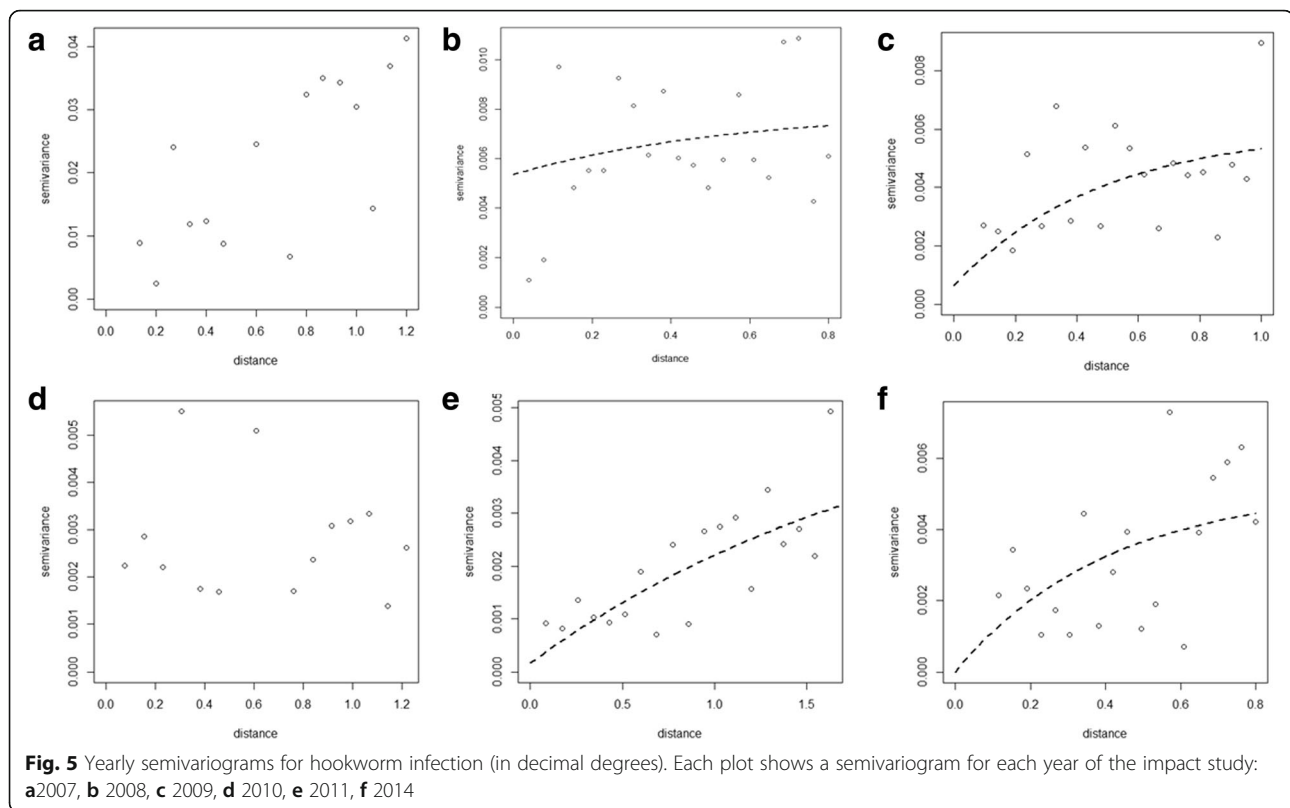 a
0.04
0.03
0.02
0.01
0.00
semivariance
0.0 0.2 0.4 0.6 0.8 1.0 1.2
distance
b
0.010
0.008
0.006
0.004
0.002
0.000
semivariance
0.0 0.2 0.4 0.6 0.8
distance
c
0.008
0.006
0.004
0.002
0.000
semivariance
0.0 0.2 0.4 0.6 0.8 1.0
distance
d
0.005
0.004
0.003
0.002
0.001
0.000
semivariance
0.0 0.2 0.4 0.6 0.8 1.0 1.2
distance
e
0.005
0.004
0.003
0.002
0.001
0.000
semivariance
0.0 0.5 1.0 1.5
distance
f
0.006
0.004
0.002
0.000
semivariance
0.0 0.2 0.4 0.6 0.8
distance
Fig. 5 Yearly semivariograms for hookworm infection (in decimal degrees). Each plot shows a semivariogram for each year of the impact study:
a2007, b 2008, c 2009, d 2010, e 2011, f 2014